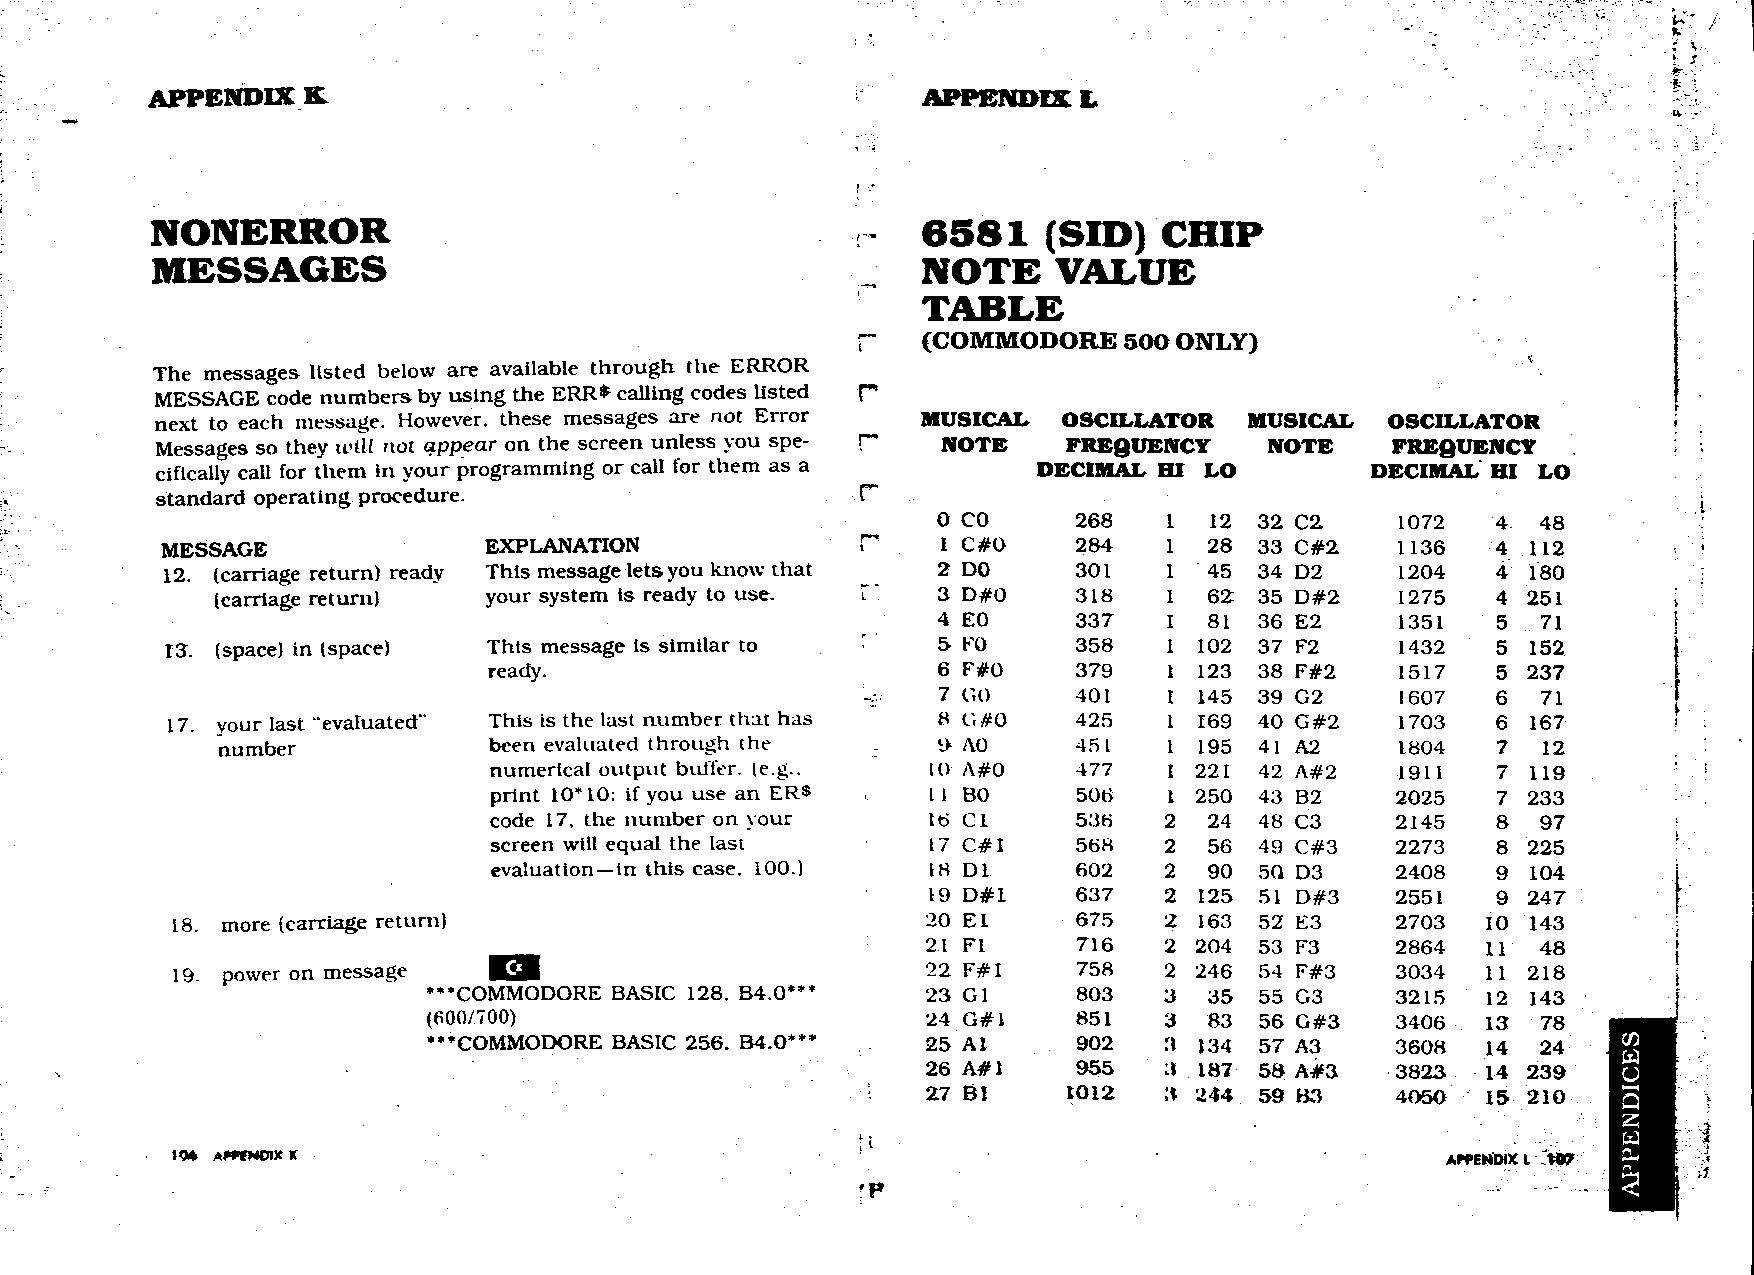 APPENDIX K
NONERROR
MESSAGES
The messages listed below are available through the ERROR
MESSAGE code numbers by using the ERR$ calling codes listed
next to each message. However, these messages are not Error
Messages so they will not appear on the screen unless you spe-
cifically call for them in your programming or call for them as a
standard operating procedure.
MESSAGE EXPLANATION
12. (carriage return) ready This message lets you know that
(carriage return) your system is ready to use.
13. (space) in (space) This message is similar to
ready.
17. your last "evaluated" This is the last number that has
number been evaluated through the
numerical output buffer. (e.g..
print 10*10: if you use an ER$
code 17, the number on your
screen will equal the last
evaluation—in this case, 100.)
18. more (carriage return)
19. power on message
***COMMODORE BASIC 128. B4.0***
(600/700)
***COMMODORE BASIC 256. B4.0***
106 APPENDIX K
APPENDIX L
6581 (SID) CHIP
NOTE VALUE
TABLE
(COMMODORE 500 ONLY)
MUSICAL OSCILLATOR MUSICAL OSCILLATOR
NOTE FREQUENCY NOTE FREQUENCY
DECIMAL HI LO DECIMAL HI LO
0 C0 268 1 12 32 C2 1072 4 48
1 C#0 284 1 28 33 C#2 1136 4 112
2 D0 301 1 45 34 D2 1204 4 180
3 D#0 318 1 62 35 D#2 1275 4 251
4 E0 337 1 81 36 E2 1351 5 71
5 F0 358 1 102 37 F2 1432 5 152
6 F#0 379 1 123 38 F#2 1517 5 237
7 G0 401 1 145 39 G2 1607 6 71
8 G#0 425 1 169 40 G#2 1703 6 167
9 A0 451 1 195 41 A2 1804 7 12
10 A#0 477 1 221 42 A#2 1911 7 119
11 B0 506 1 250 43 B2 2025 7 233
16 C1 536 2 24 48 C3 2145 8 97
17 C#1 568 2 56 49 C#3 2273 8 225
18 D1 602 2 90 50 D3 2408 9 104
19 D#1 637 2 125 51 D#3 2551 9 247
20 E1 675 2 163 52 E3 2703 10 143
21 F1 716 2 204 53 F3 2864 11 48
22 F#1 758 2 246 54 F#3 3034 11 218
23 G1 803 3 35 55 G3 3215 12 143
24 G#1 851 3 83 56 G#3 3406 13 78
25 A1 902 3 134 57 A3 3608 14 24
26 A#1 955 3 187 58 A#3 3823 14 239
27 B1 1012 3 244 59 B3 4050 15 210
APPENDIX L 107
APPENDICES